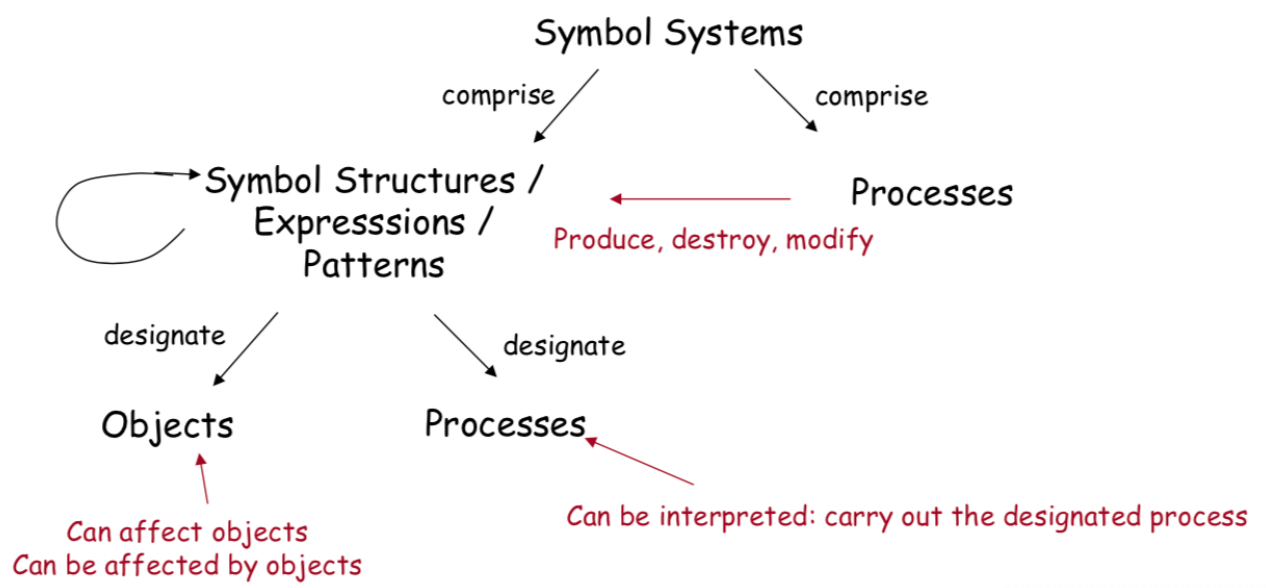 Symbol Systems
comprise
comprise
Symbol Structures /
Expresssions /
Patterns
Processes
Produce, destroy, modify
designate
designate
Objects
Processes
Can affect objects
Can be affected by objects
Can be interpreted: carry out the designated process